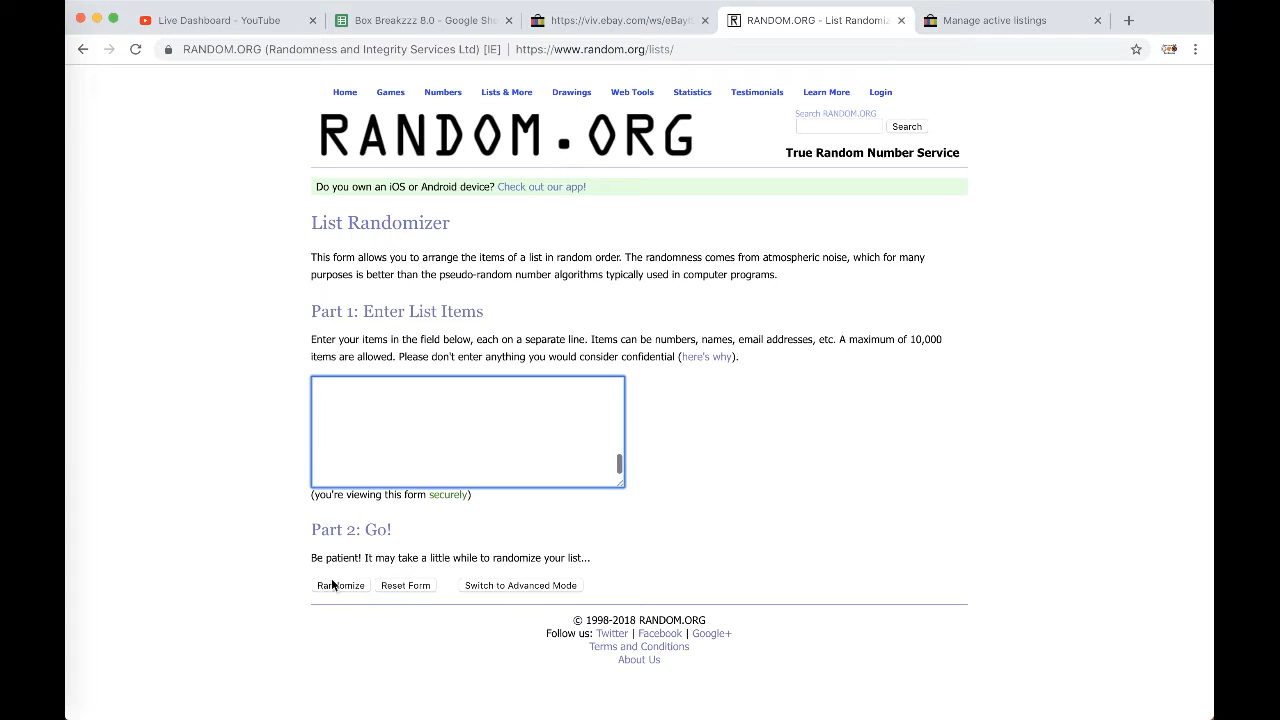 Live Dashboard - YouTube
Box Breakzzz 8.0 - Google She
https://viv.ebay.com/ws/eBayI
RANDOM.ORG - List Randomiz
Manage active listings
RANDOM.ORG (Randomness and Integrity Services Ltd) [IE] https://www.random.org/lists/
Home Games Numbers Lists & More Drawings Web Tools Statistics Testimonials Learn More Login
Search RANDOM.ORG
RANDOM.ORG
Search
True Random Number Service
Do you own an iOS or Android device? Check out our app!
List Randomizer
This form allows you to arrange the items of a list in random order. The randomness comes from atmospheric noise, which for many
purposes is better than the pseudo-random number algorithms typically used in computer programs.
Part 1: Enter List Items
Enter your items in the field below, each on a separate line. Items can be numbers, names, email addresses, etc. A maximum of 10,000
items are allowed. Please don't enter anything you would consider confidential (here's why).
(you're viewing this form securely)
Part 2: Go!
Be patient! It may take a little while to randomize your list...
Randomize Reset Form Switch to Advanced Mode
© 1998-2018 RANDOM.ORG
Follow us: Twitter | Facebook | Google+
Terms and Conditions
About Us